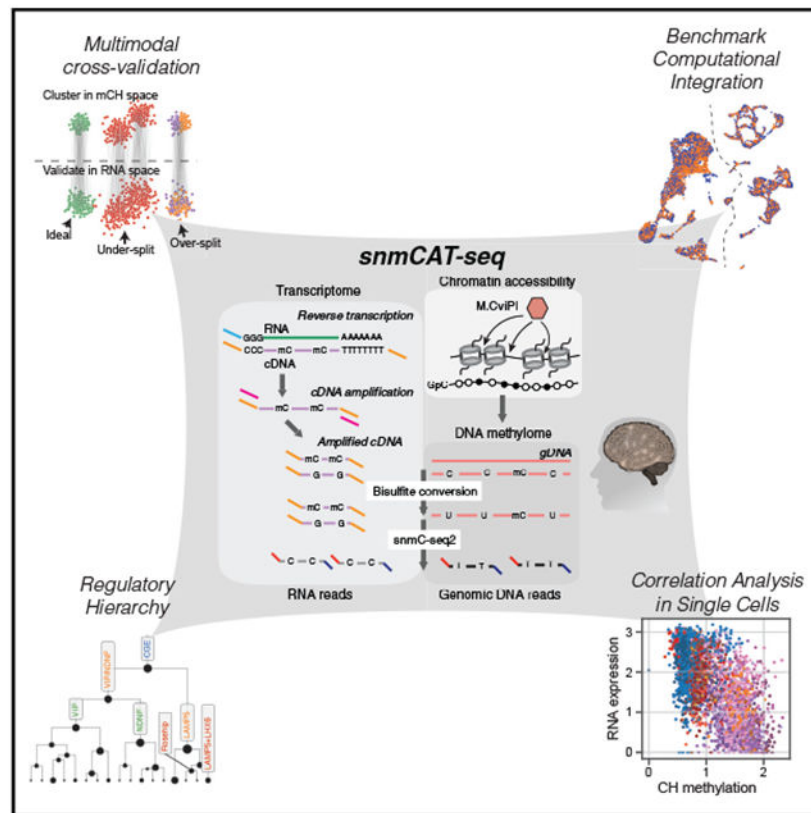 Multimodal
cross-validation
Cluster in mCH space
Validate in RNA space
Ideal
Under-split
Over-split
Benchmark
Computational
Integration
snmCAT-seq
Transcriptome
Reverse transcription
RNA
GGG
AAAAAAA
CCC mC mC TTTTTTTT
cDNA
cDNA amplification
mC mC
Amplified cDNA
mC mC
G G
mC mC
G G
C C C C
RNA reads
Chromatin accessibility
M.CviPI
GpC
DNA methylome
gDNA
C C mC C
Bisulfite conversion
U U mC U
snmC-seq2
T T T T
Genomic DNA reads
Regulatory
Hierarchy
CGE
VIP/NDNF
VIP
NDNF
LAMP5
Rosehip
LAMP5+LHX6
Correlation Analysis
in Single Cells
RNA expression
3
2
1
0
0 1 2
CH methylation